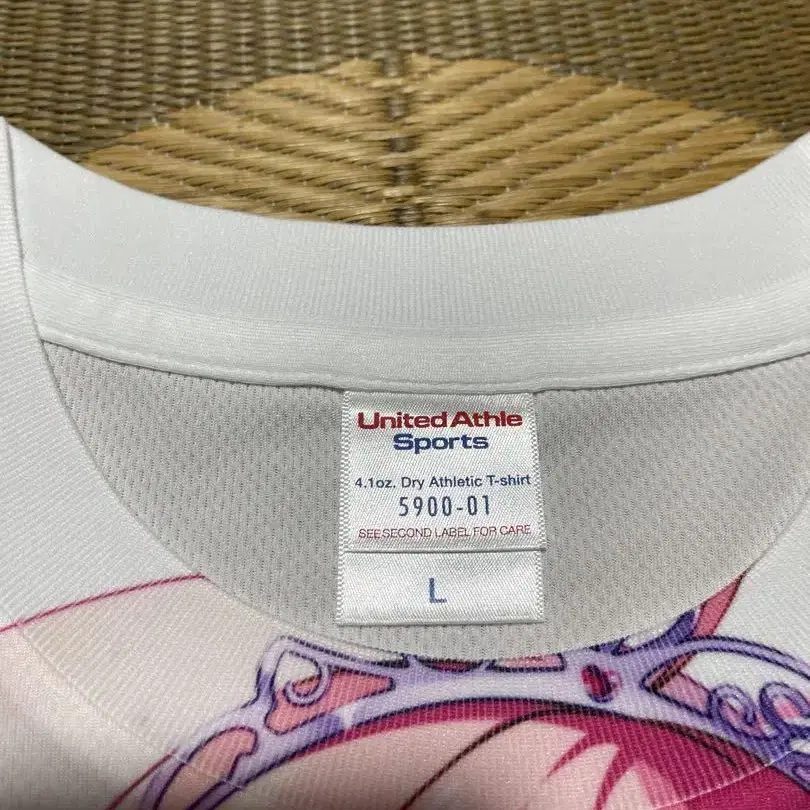 United Athle
Sports
4.1oz. Dry Athletic T-shirt
5900-01
SEE SECOND LABEL FOR CARE
L